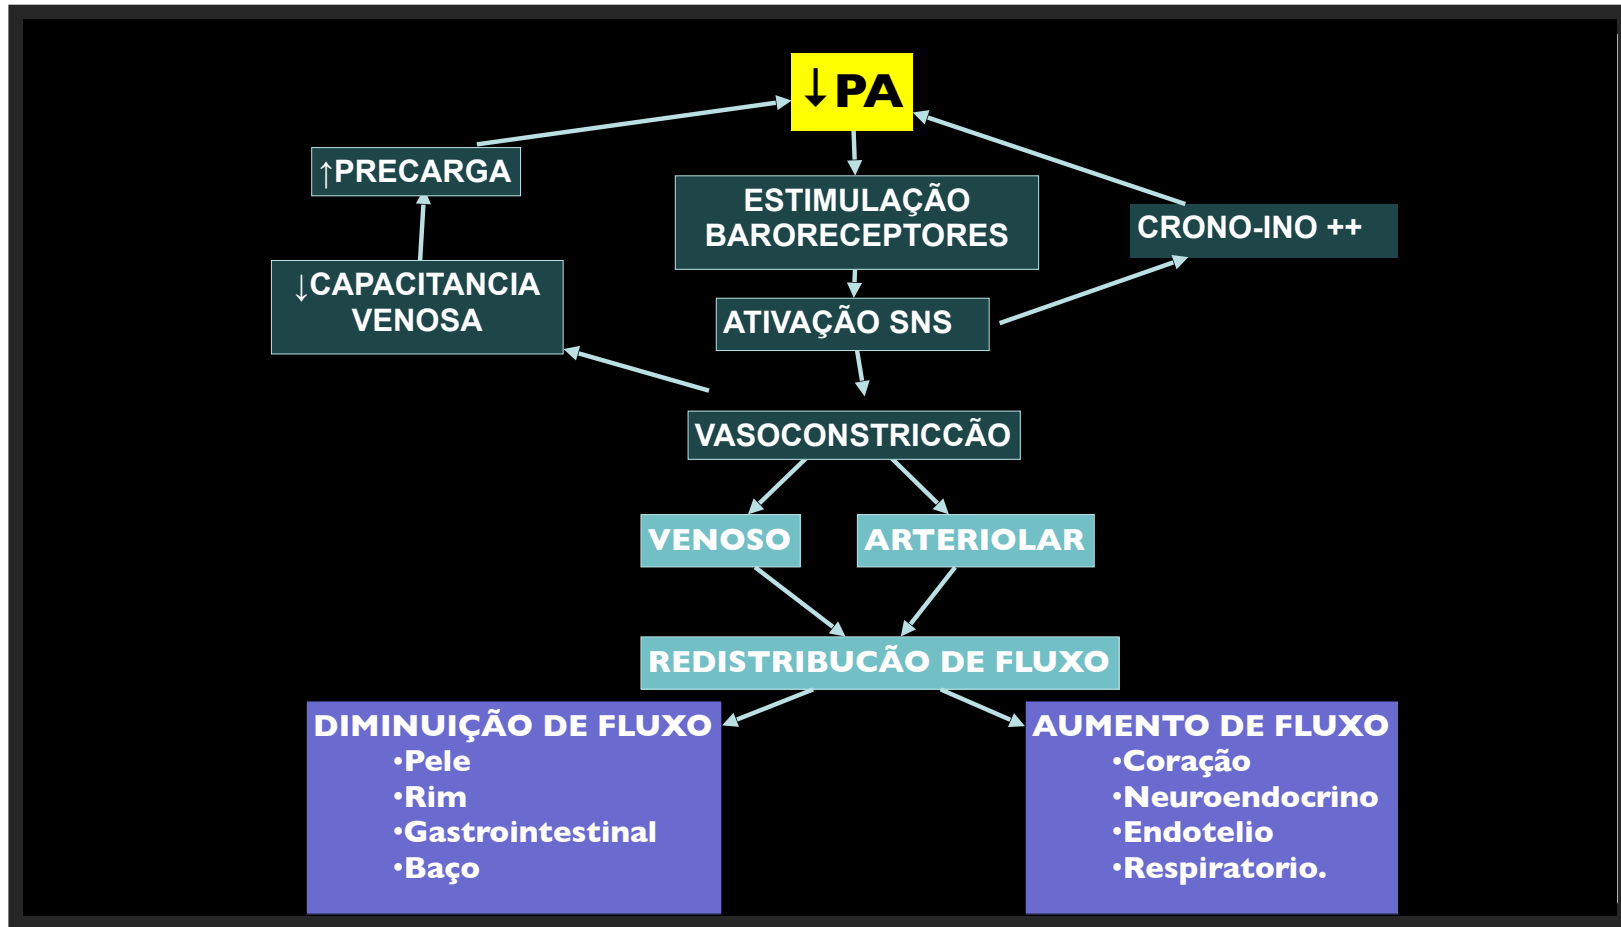 ↓PA
↑PRECARGA
ESTIMULAÇÃO
BARORECEPTORES
CRONO-INO ++
↓CAPACITANCIA
VENOSA
ATIVAÇÃO SNS
VASOCONSTRICCÃO
VENOSO
ARTERIOLAR
REDISTRIBUCÃO DE FLUXO
DIMINUIÇÃO DE FLUXO
•Pele
•Rim
•Gastrointestinal
•Baço
AUMENTO DE FLUXO
•Coração
•Neuroendocrino
•Endotelio
•Respiratorio.